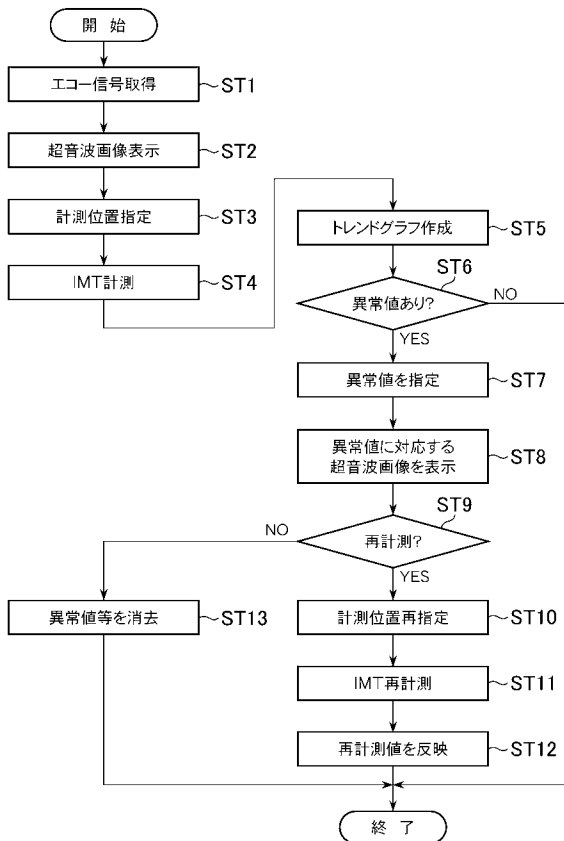 開 始
エコー信号取得
ST1
超音波画像表示
ST2
計測位置指定
ST3
IMT計測
ST4
トレンドグラフ作成
ST5
ST6
異常値あり?
NO
YES
異常値を指定
ST7
異常値に対応する
超音波画像を表示
ST8
ST9
再計測?
NO
YES
異常値等を消去
ST13
計測位置再指定
ST10
IMT再計測
ST11
再計測値を反映
ST12
終 了